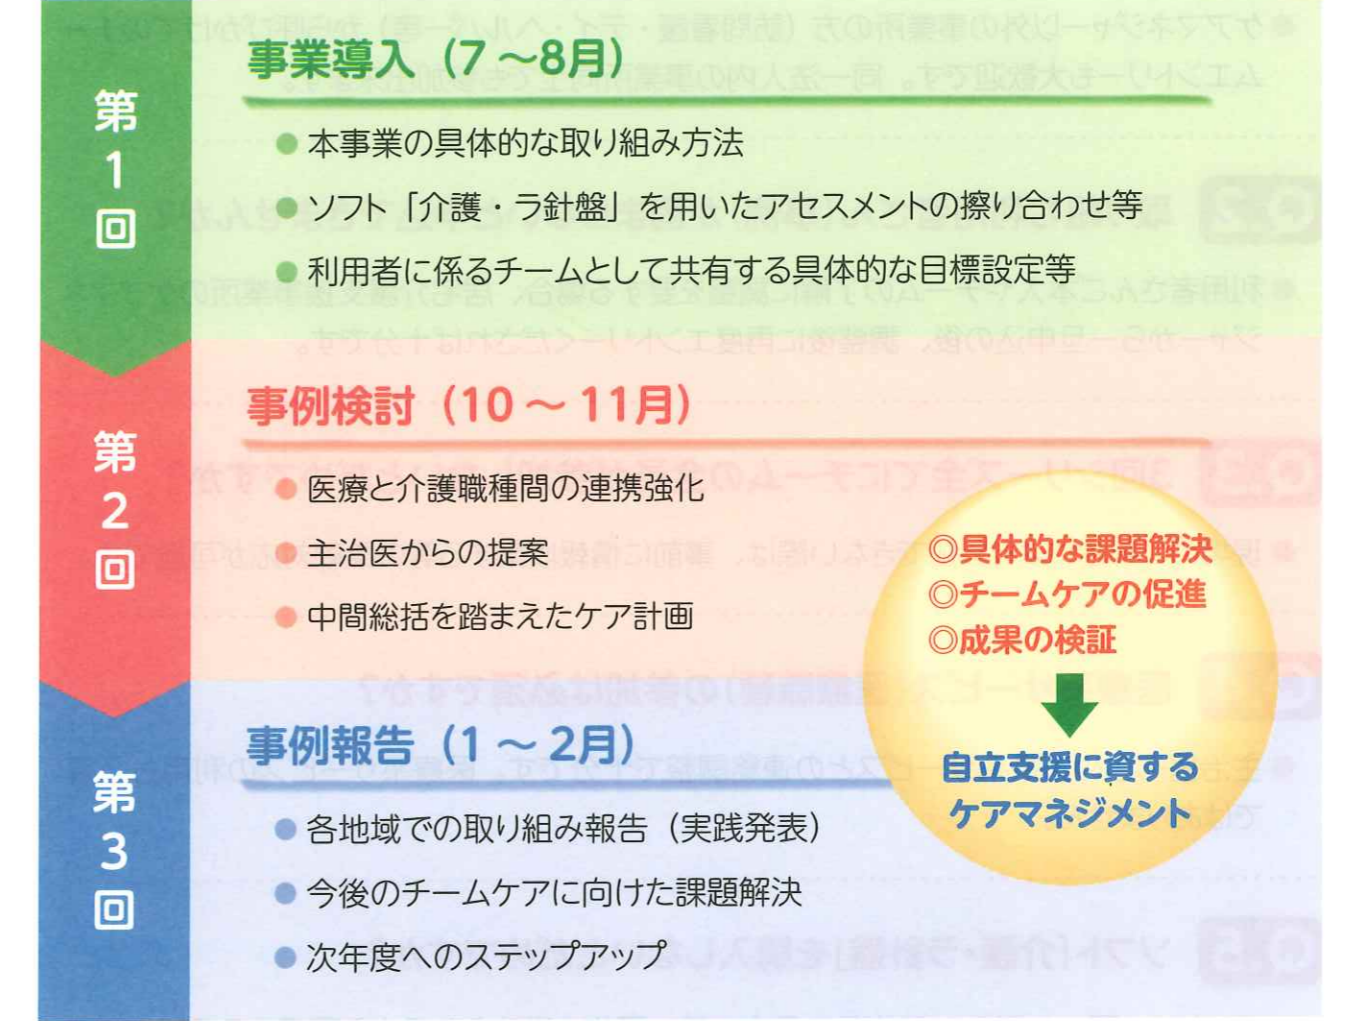 第1回
事業導入（7～8月）
● 本事業の具体的な取り組み方法
● ソフト「介護・ラ針盤」を用いたアセスメントの擦り合わせ等
● 利用者に係るチームとして共有する具体的な目標設定等
第2回
事例検討（10～11月）
● 医療と介護職種間の連携強化
● 主治医からの提案
● 中間総括を踏まえたケア計画
第3回
事例報告（1～2月）
● 各地域での取り組み報告（実践発表）
● 今後のチームケアに向けた課題解決
● 次年度へのステップアップ
◎具体的な課題解決
◎チームケアの促進
◎成果の検証
自立支援に資する
ケアマネジメント